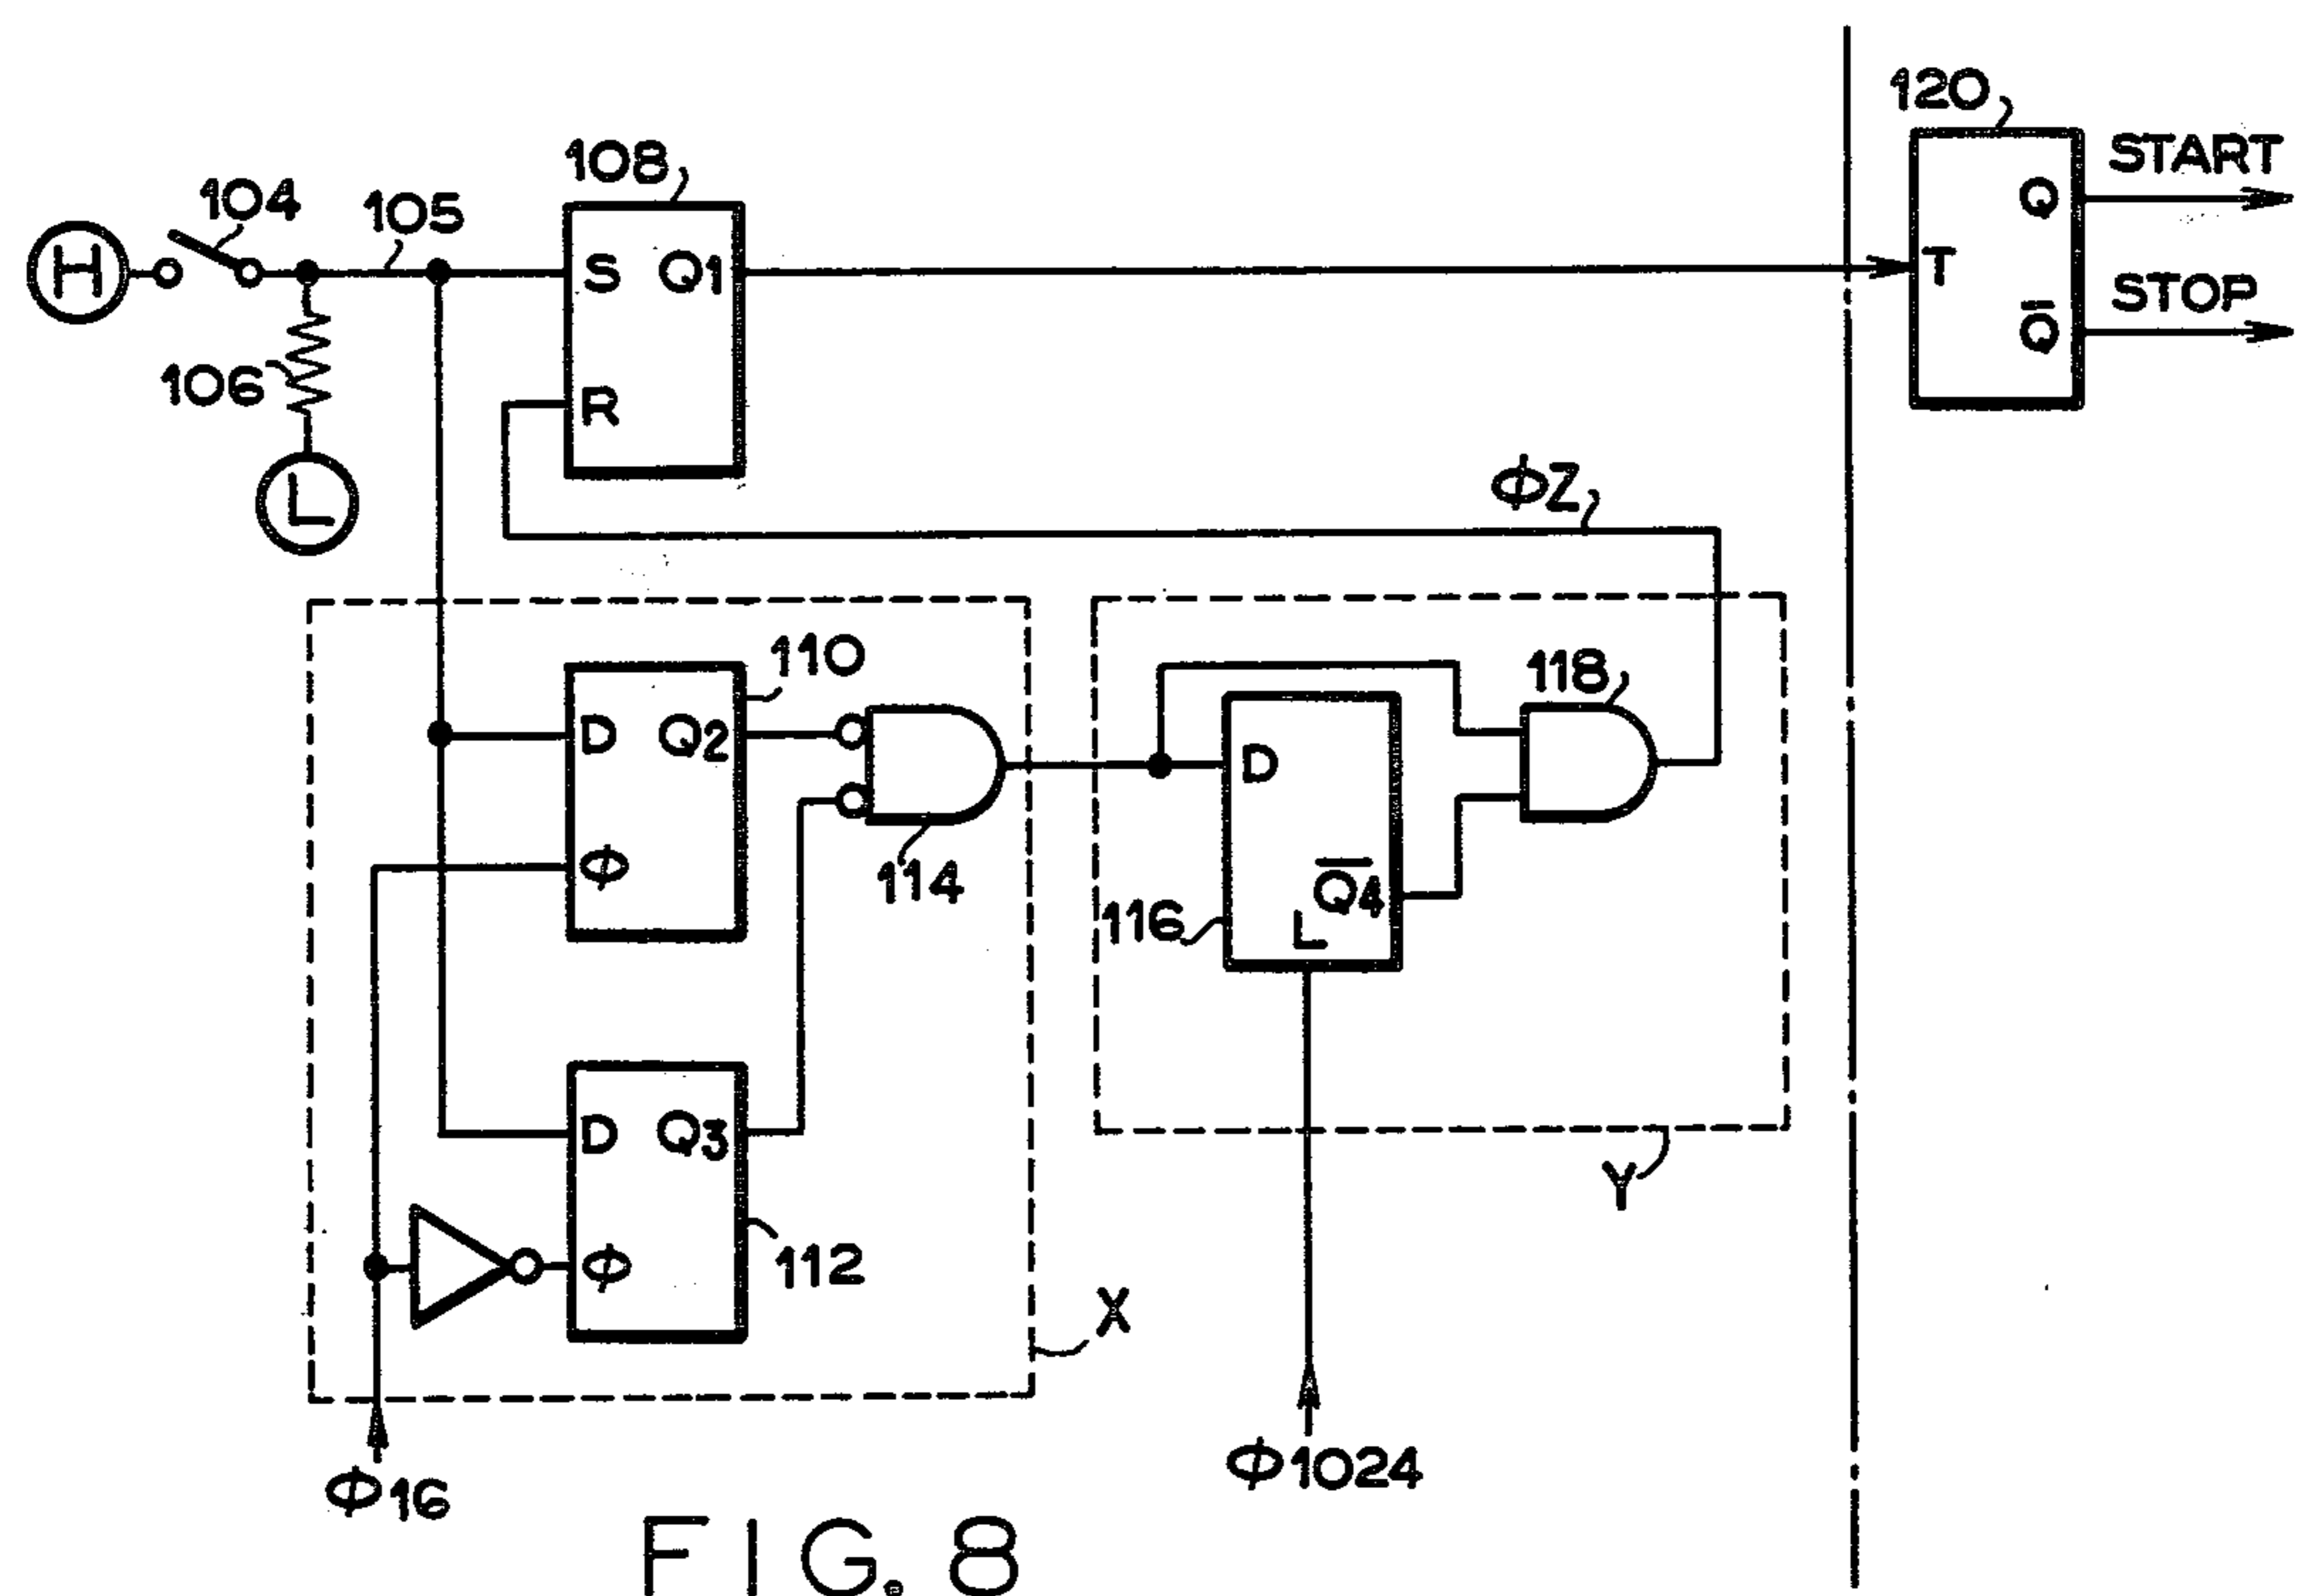 120
START
108
Q
104
105
H
S Q1
T
STOP
Q̅
106
R
L
ΦZ
110
118
D Q2
D
Φ
114
Q̅4
116
L
D Q3
Y
112
Φ
X
Φ1024
Φ16
FIG. 8